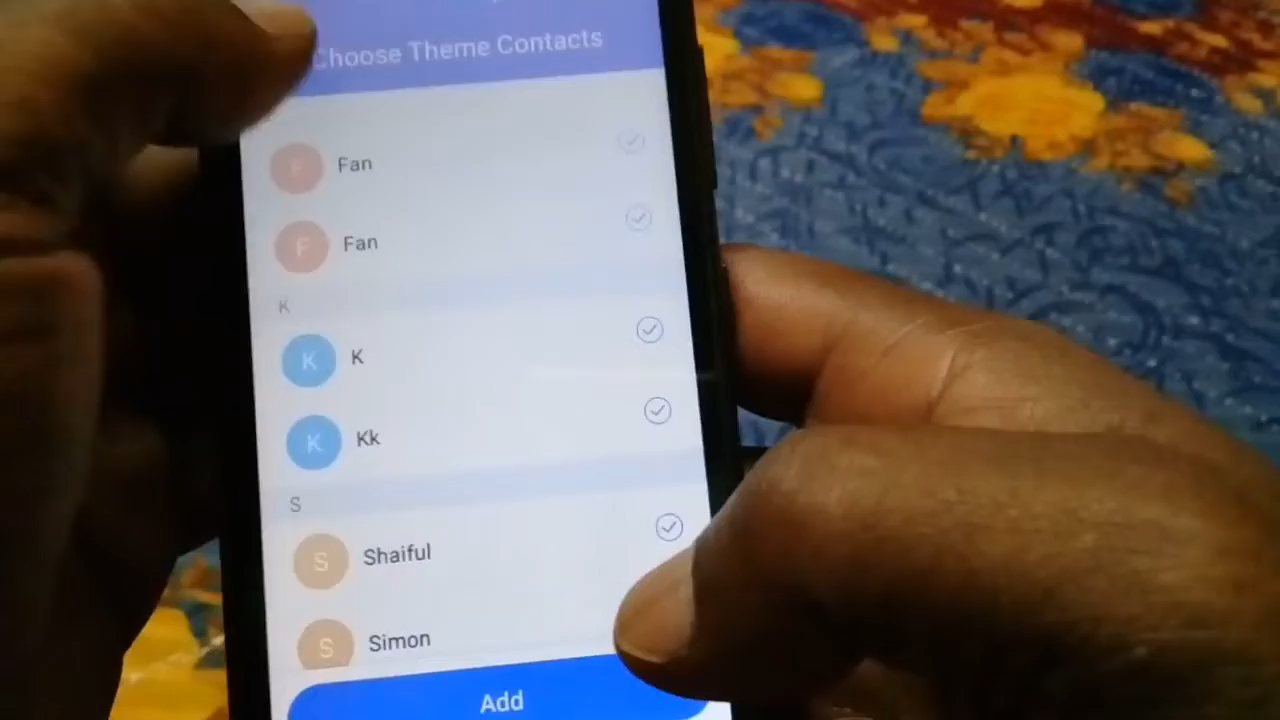 Choose Theme Contacts
F Fan
F Fan
K
K K
K Kk
S
S Shaiful
S Simon
Add